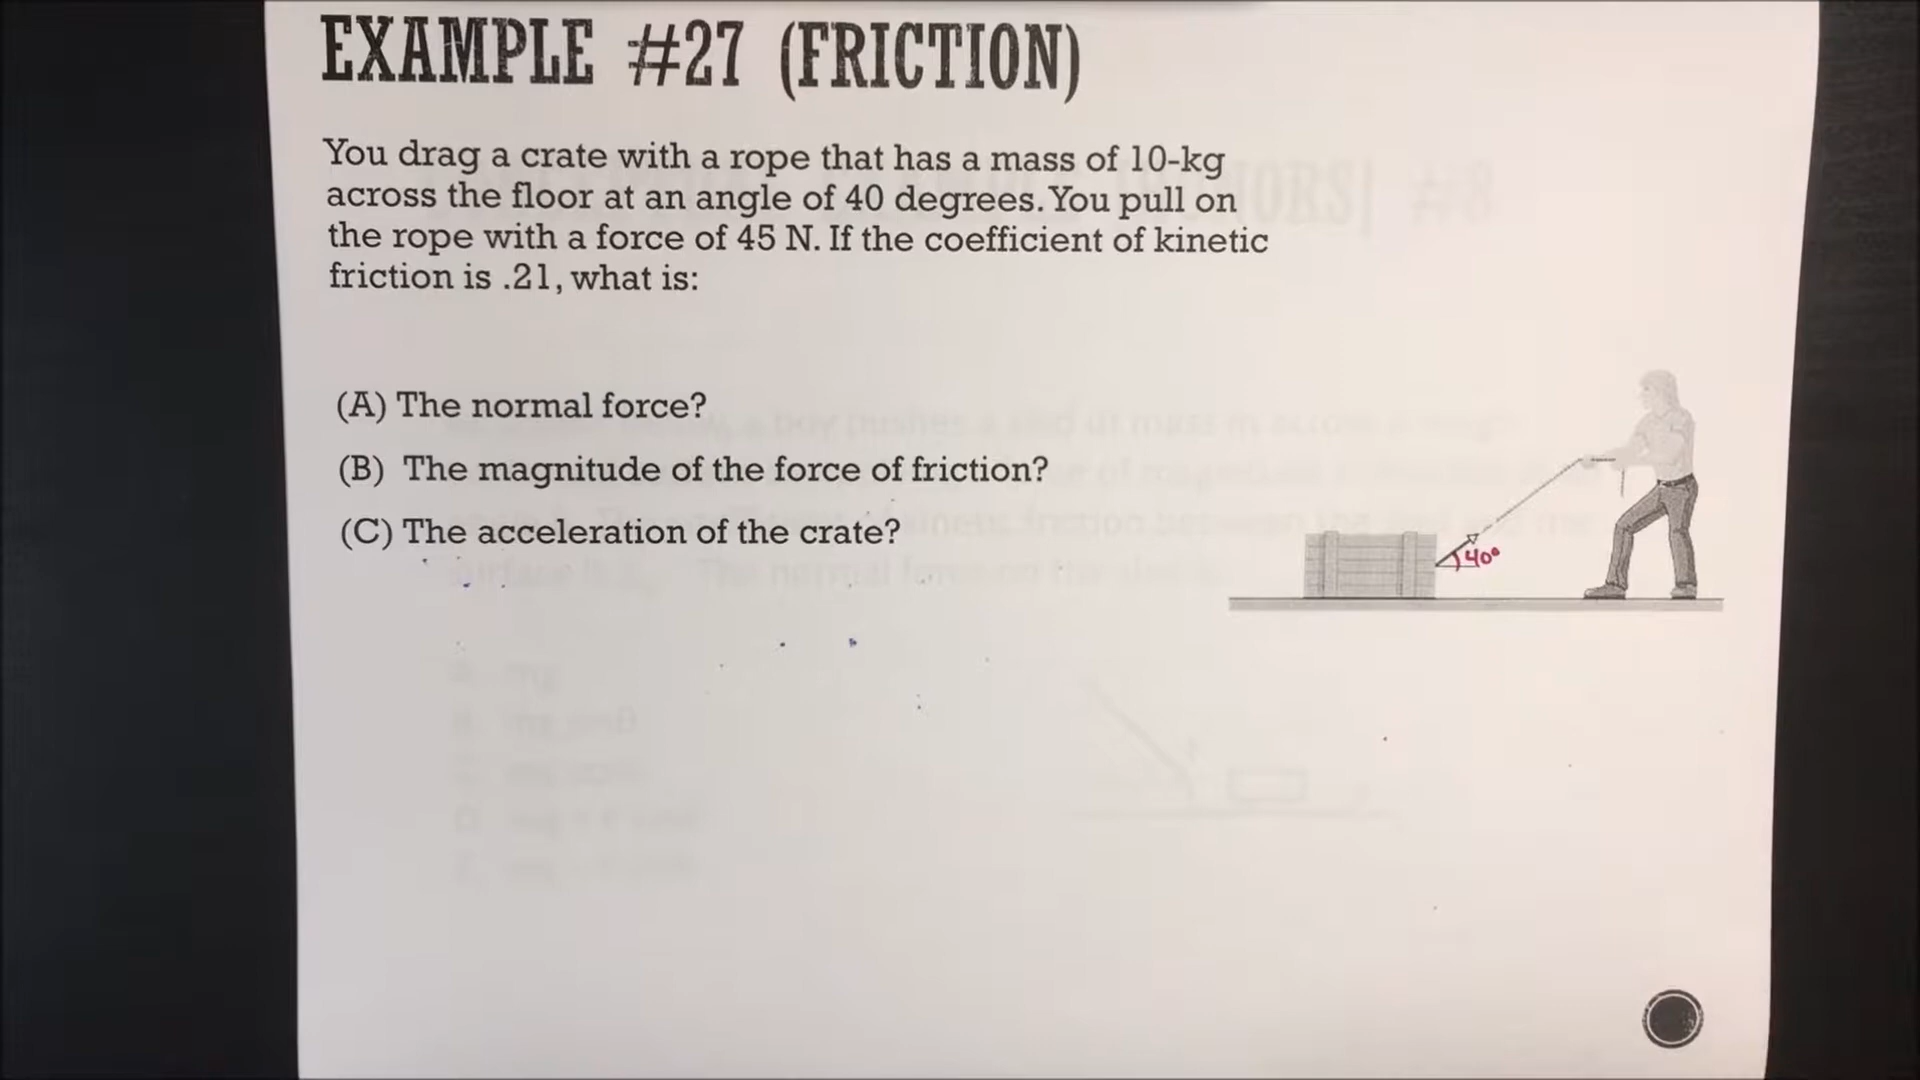 EXAMPLE #27 (FRICTION)
You drag a crate with a rope that has a mass of 10-kg
across the floor at an angle of 40 degrees. You pull on
the rope with a force of 45 N. If the coefficient of kinetic
friction is .21, what is:
(A) The normal force?
(B) The magnitude of the force of friction?
(C) The acceleration of the crate?
40°